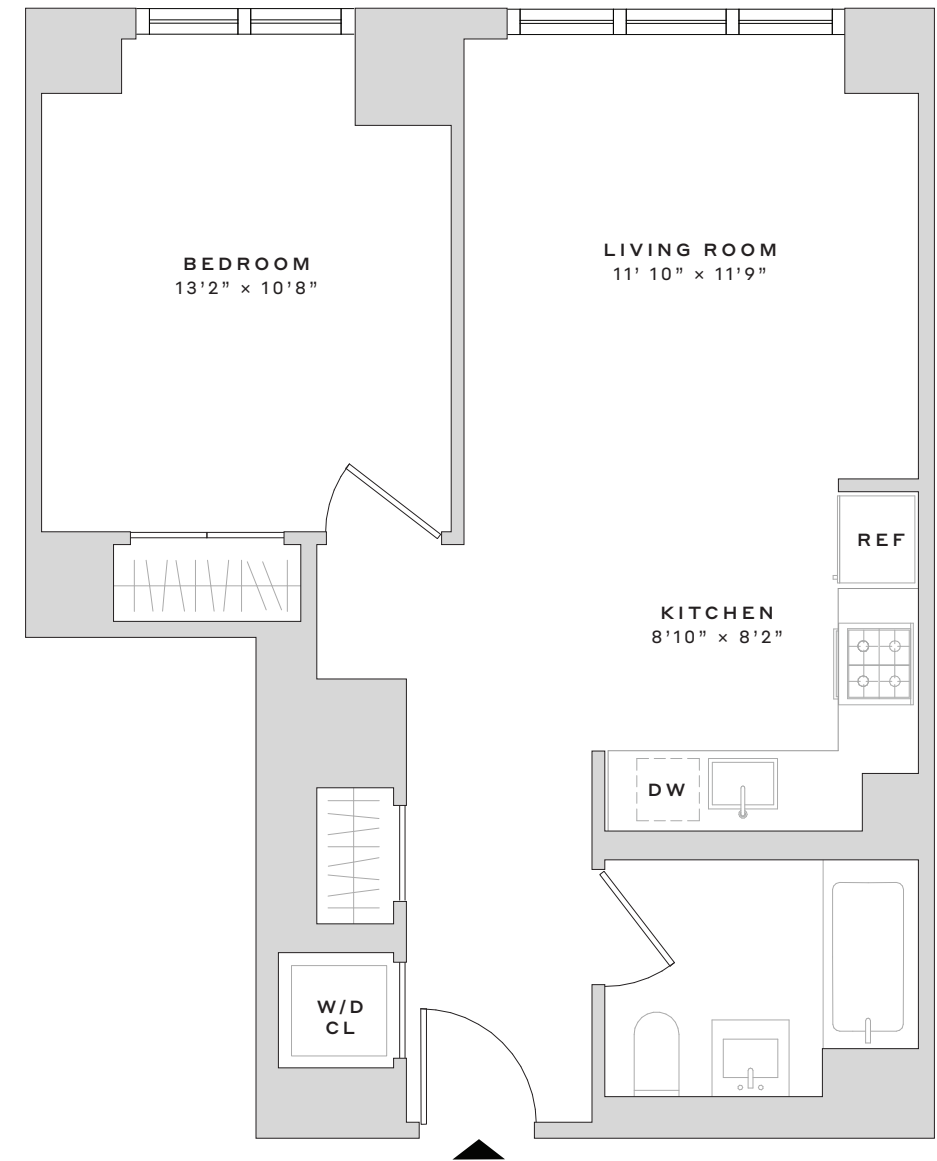 BEDROOM
13’2” × 10’8”
LIVING ROOM
11’ 10” × 11’9”
REF
KITCHEN
8’10” × 8’2”
DW
W/D
CL